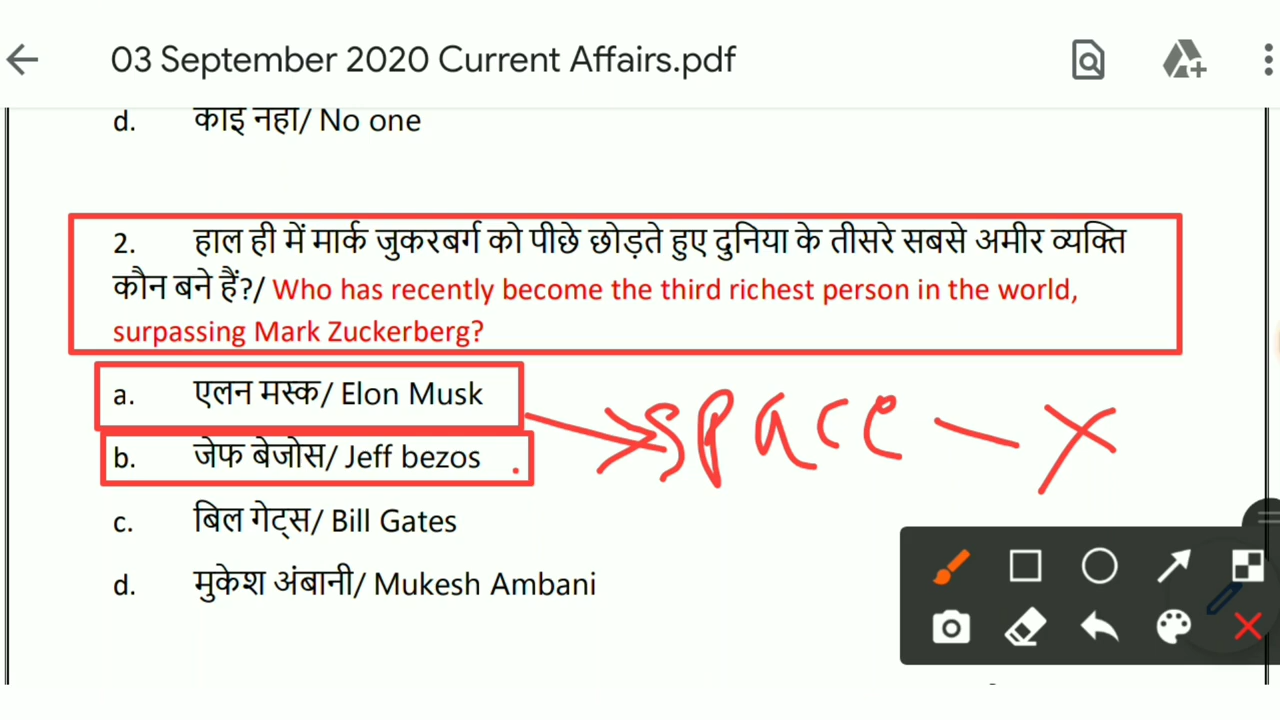 03 September 2020 Current Affairs.pdf
d. काइ नहा/ No one
2. हाल ही में मार्क जुकरबर्ग को पीछे छोड़ते हुए दुनिया के तीसरे सबसे अमीर व्यक्ति
कौन बने हैं?/ Who has recently become the third richest person in the world,
surpassing Mark Zuckerberg?
a. एलन मस्क/ Elon Musk
space - X
b. जेफ बेजोस/ Jeff bezos
c. बिल गेट्स/ Bill Gates
d. मुकेश अंबानी/ Mukesh Ambani